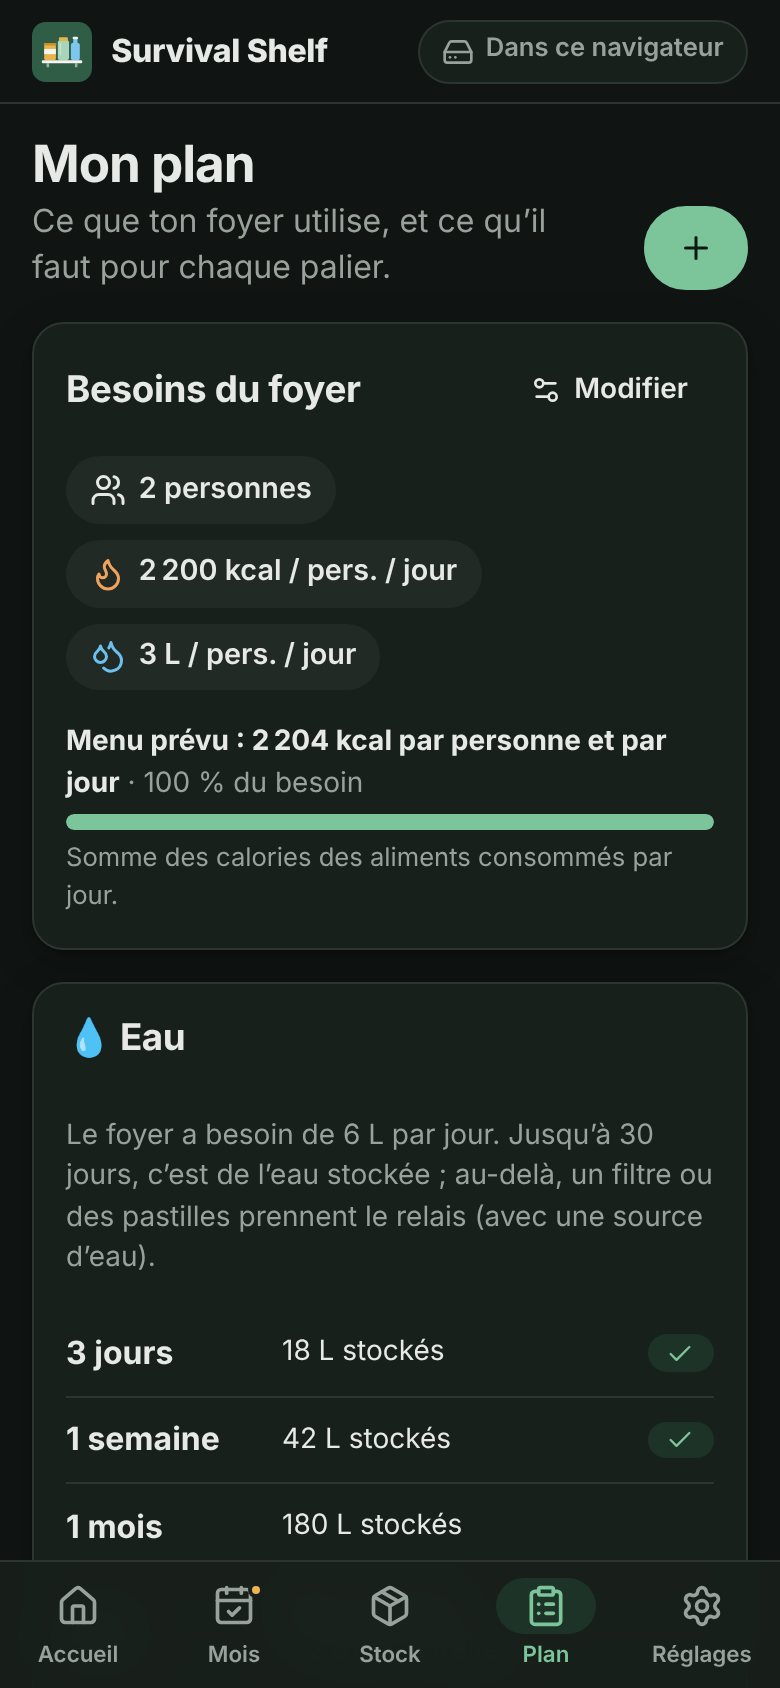 Survival Shelf
Dans ce navigateur
Mon plan
Ce que ton foyer utilise, et ce qu’il
faut pour chaque palier.
Besoins du foyer
Modifier
2 personnes
2 200 kcal / pers. / jour
3 L / pers. / jour
Menu prévu : 2 204 kcal par personne et par
jour · 100 % du besoin
Somme des calories des aliments consommés par
jour.
Eau
Le foyer a besoin de 6 L par jour. Jusqu’à 30
jours, c’est de l’eau stockée ; au-delà, un filtre ou
des pastilles prennent le relais (avec une source
d’eau).
3 jours 18 L stockés
1 semaine 42 L stockés
1 mois 180 L stockés
Accueil Mois Stock Plan Réglages